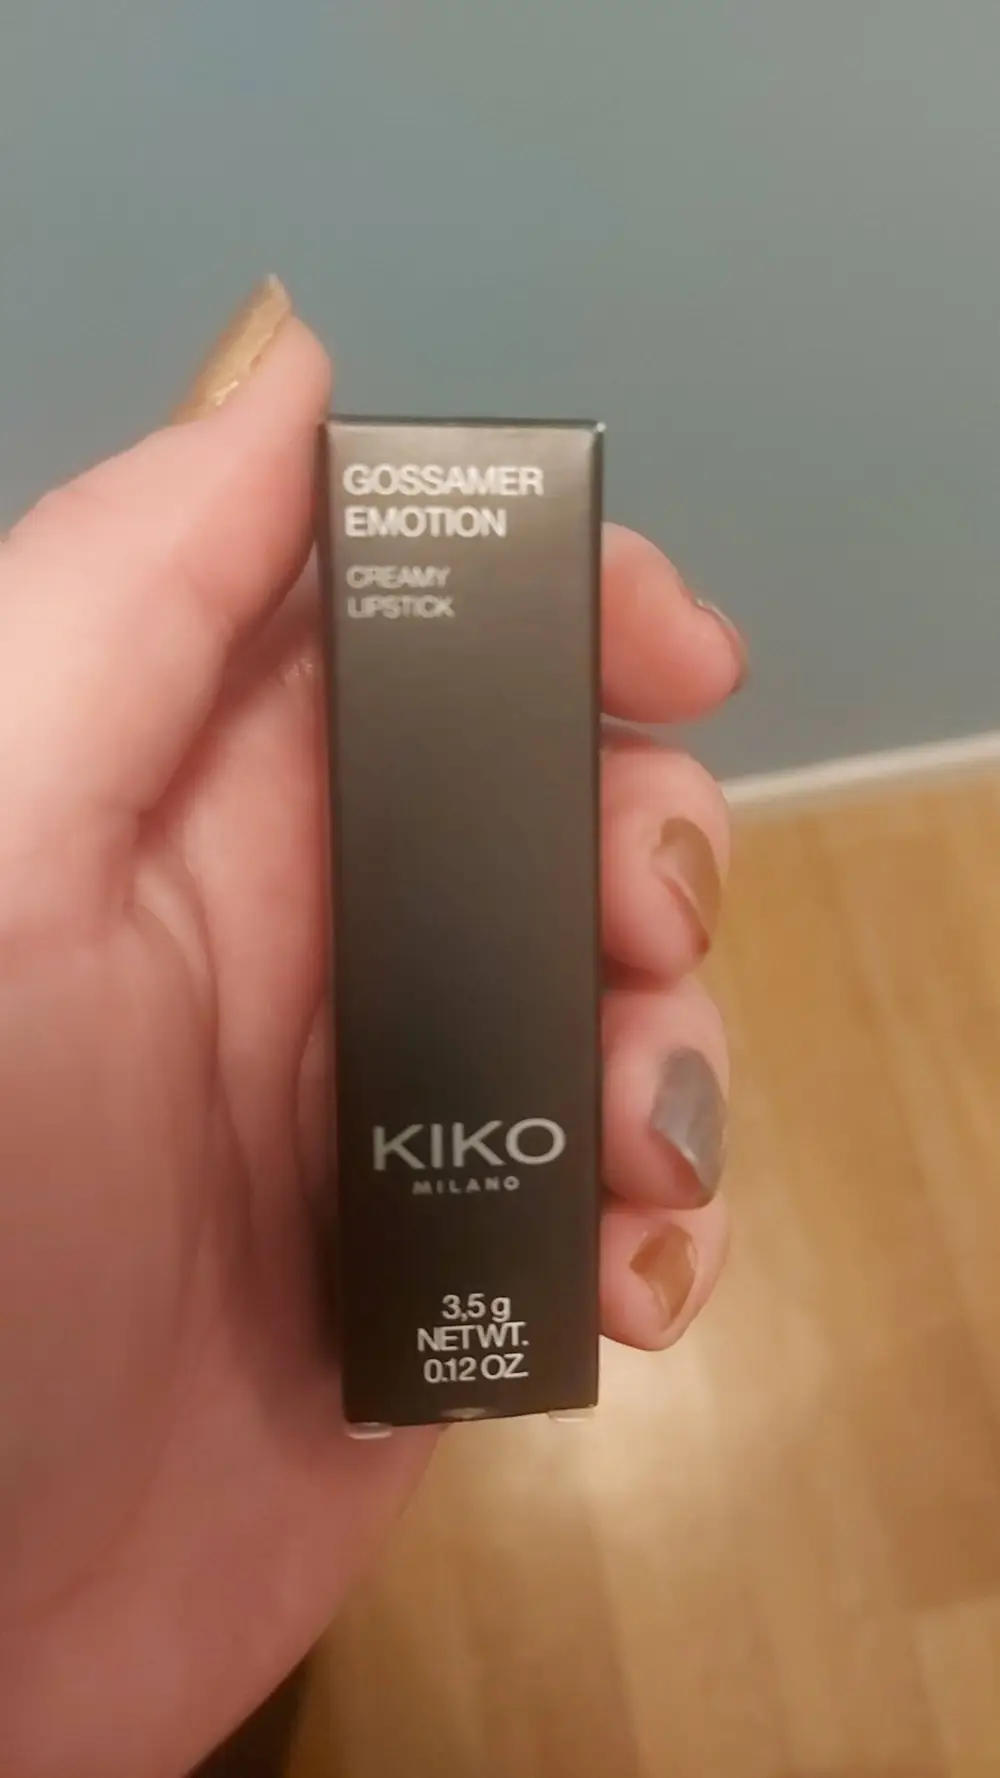 GOSSAMER
EMOTION
CREAMY
LIPSTICK
KIKO
MILANO
3,5 g
NET WT.
0.12 OZ.